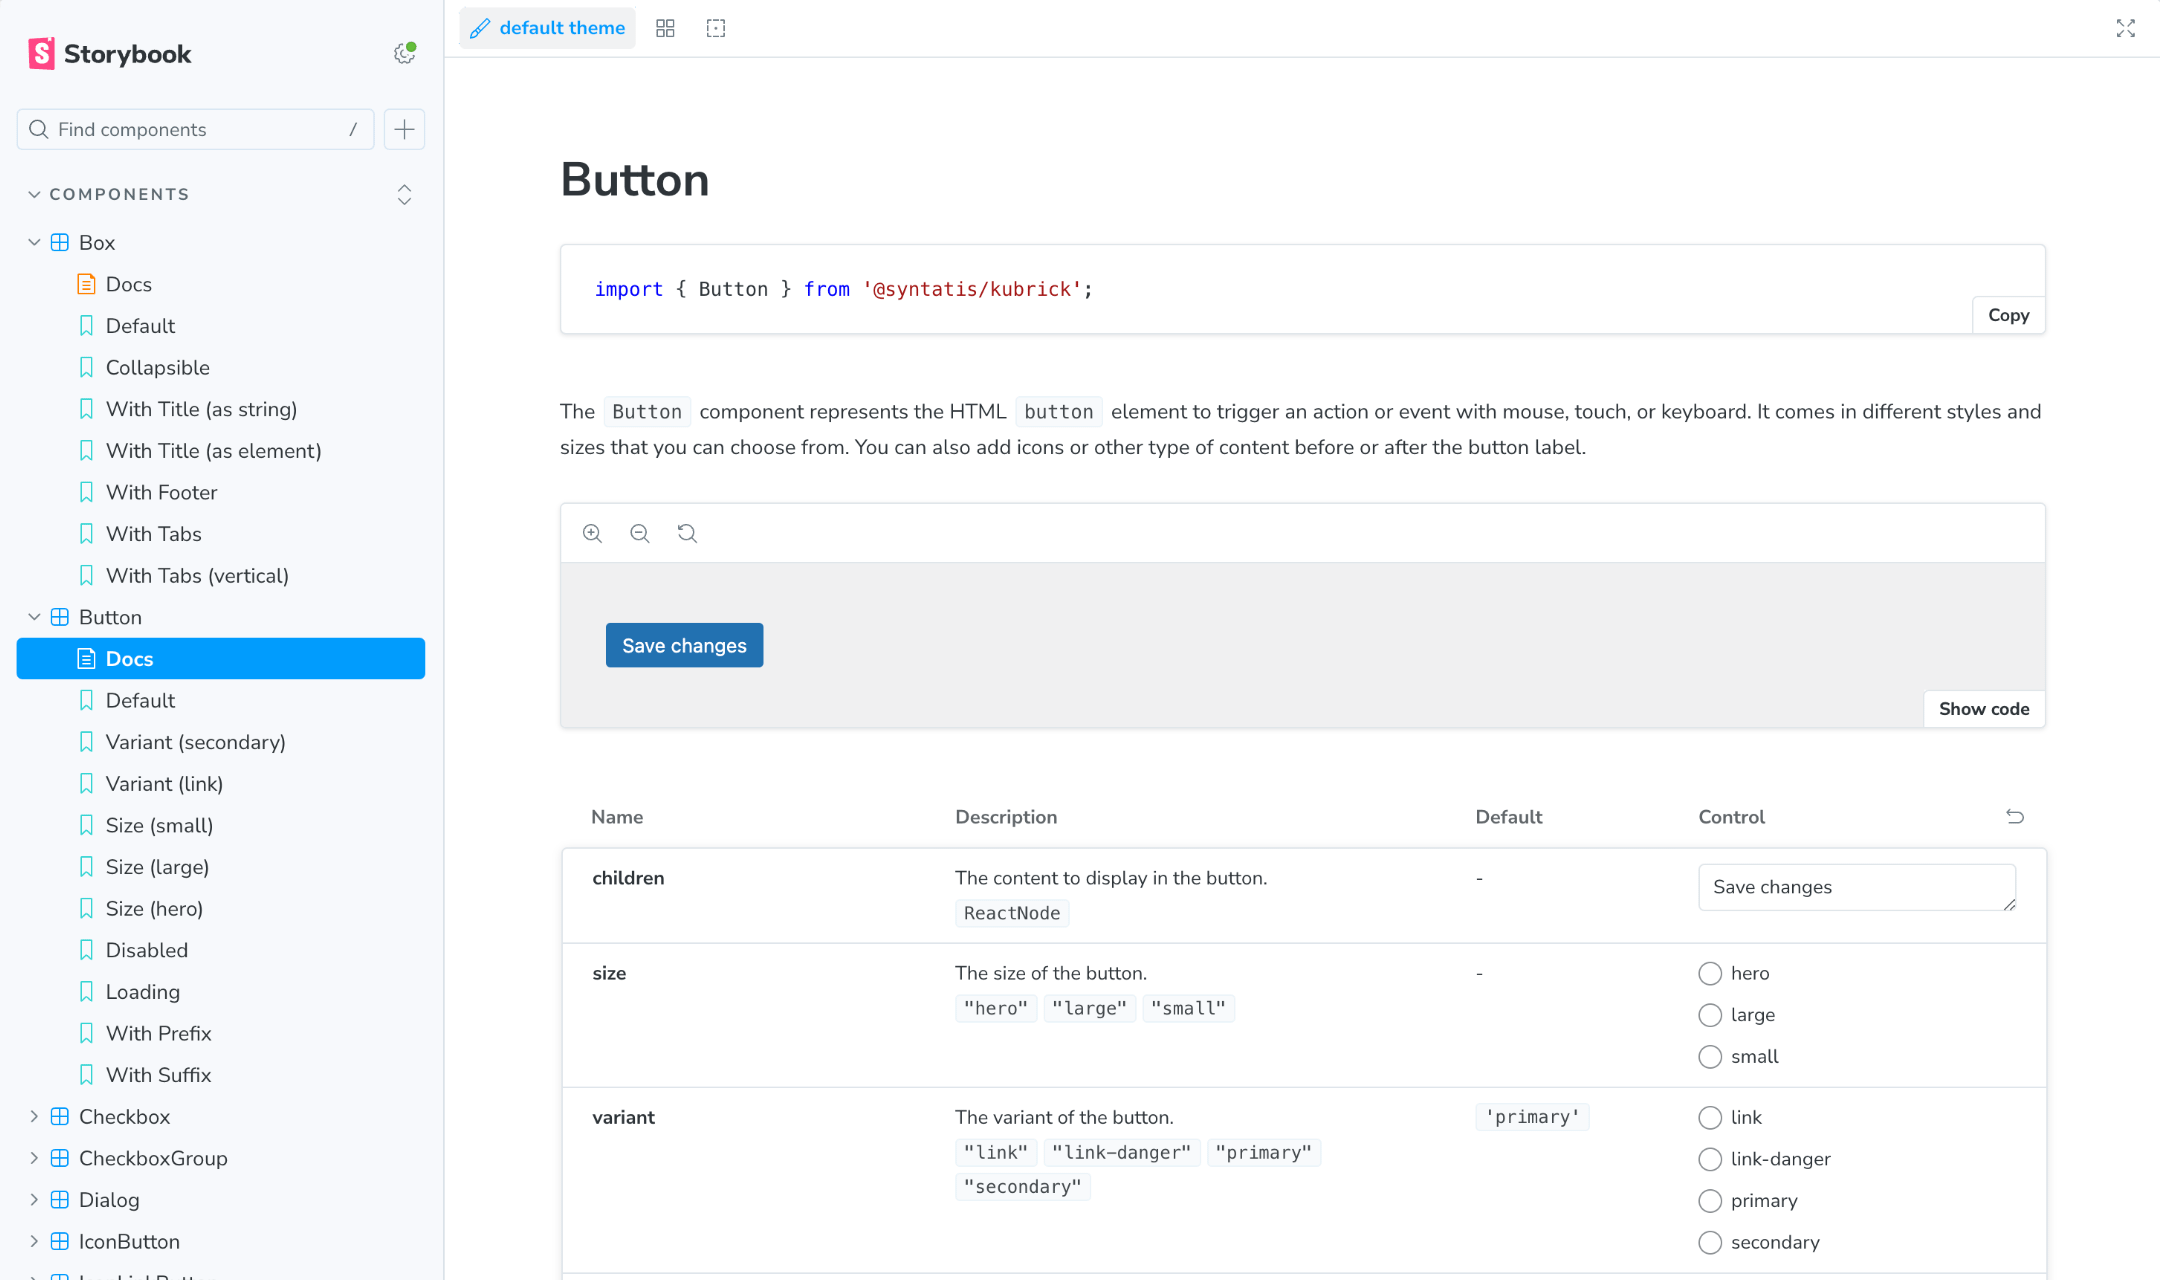 Storybook
Find components /
COMPONENTS
Box
Docs
Default
Collapsible
With Title (as string)
With Title (as element)
With Footer
With Tabs
With Tabs (vertical)
Button
Docs
Default
Variant (secondary)
Variant (link)
Size (small)
Size (large)
Size (hero)
Disabled
Loading
With Prefix
With Suffix
Checkbox
CheckboxGroup
Dialog
IconButton
default theme
Button
import { Button } from '@syntatis/kubrick';
Copy
The Button component represents the HTML button element to trigger an action or event with mouse, touch, or keyboard. It comes in different styles and
sizes that you can choose from. You can also add icons or other type of content before or after the button label.
Save changes
Show code
Name Description Default Control
children The content to display in the button. - Save changes
ReactNode
size The size of the button. - hero
"hero" "large" "small" large
small
variant The variant of the button. 'primary' link
"link" "link-danger" "primary" link-danger
"secondary" primary
secondary